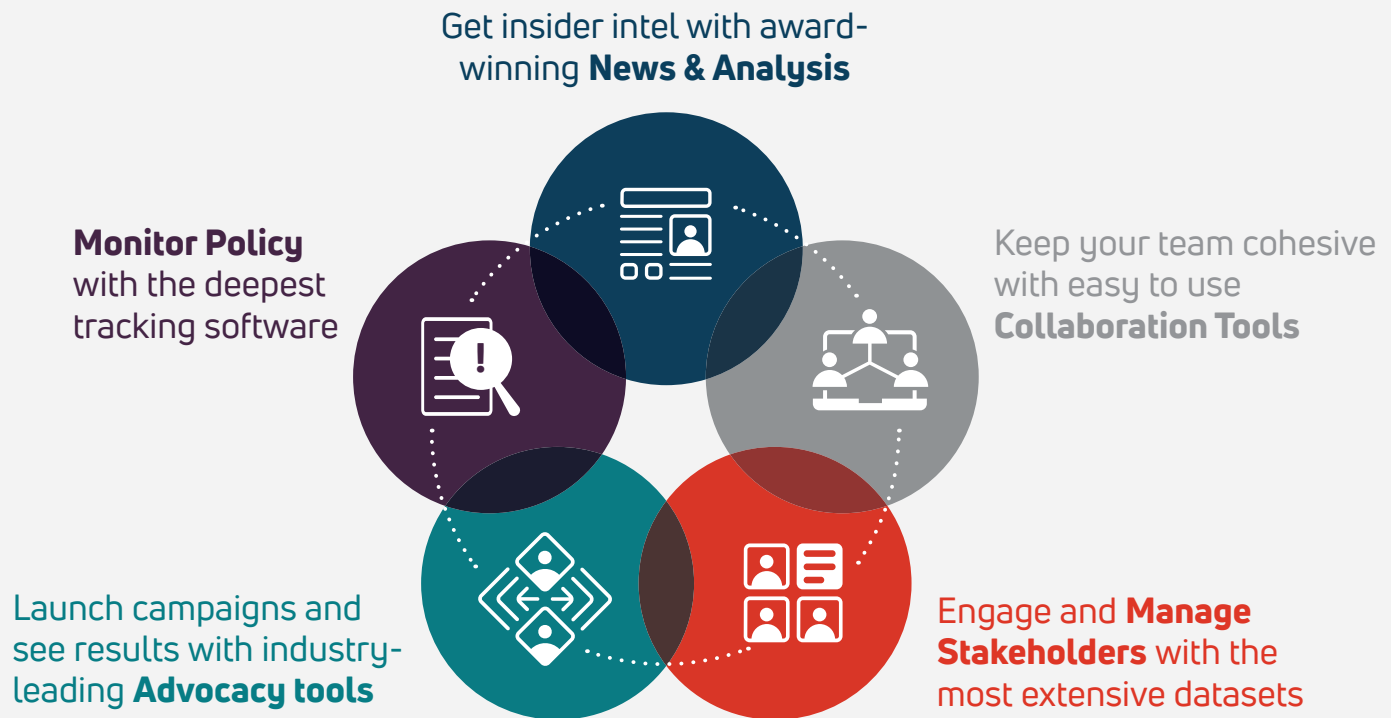 Get insider intel with award-
winning News & Analysis
Monitor Policy
with the deepest
tracking software
Keep your team cohesive
with easy to use
Collaboration Tools
!
Launch campaigns and
see results with industry-
leading Advocacy tools
Engage and Manage
Stakeholders with the
most extensive datasets